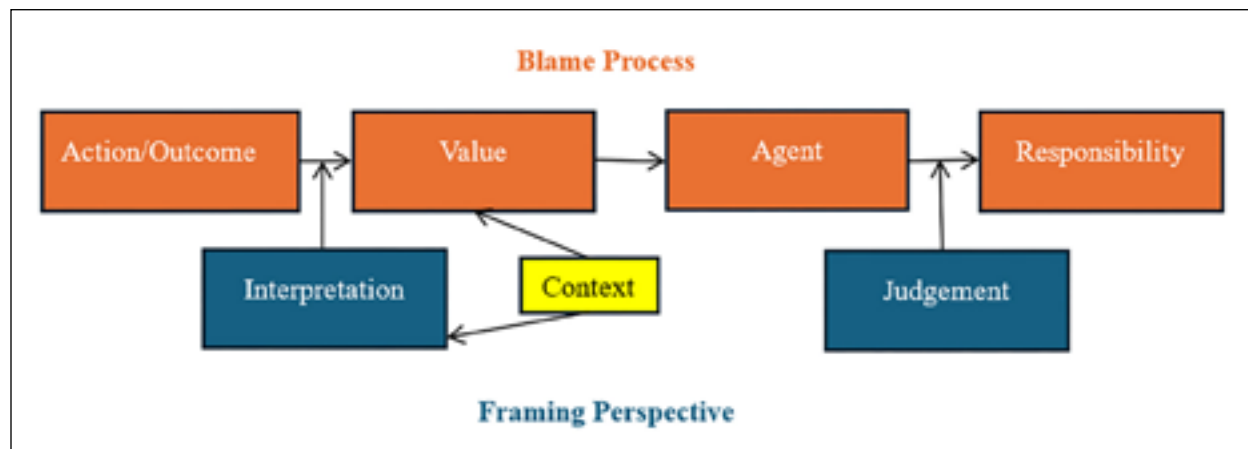 Blame Process
Action/Outcome
Value
Agent
Responsibility
Interpretation
Context
Judgement
Framing Perspective